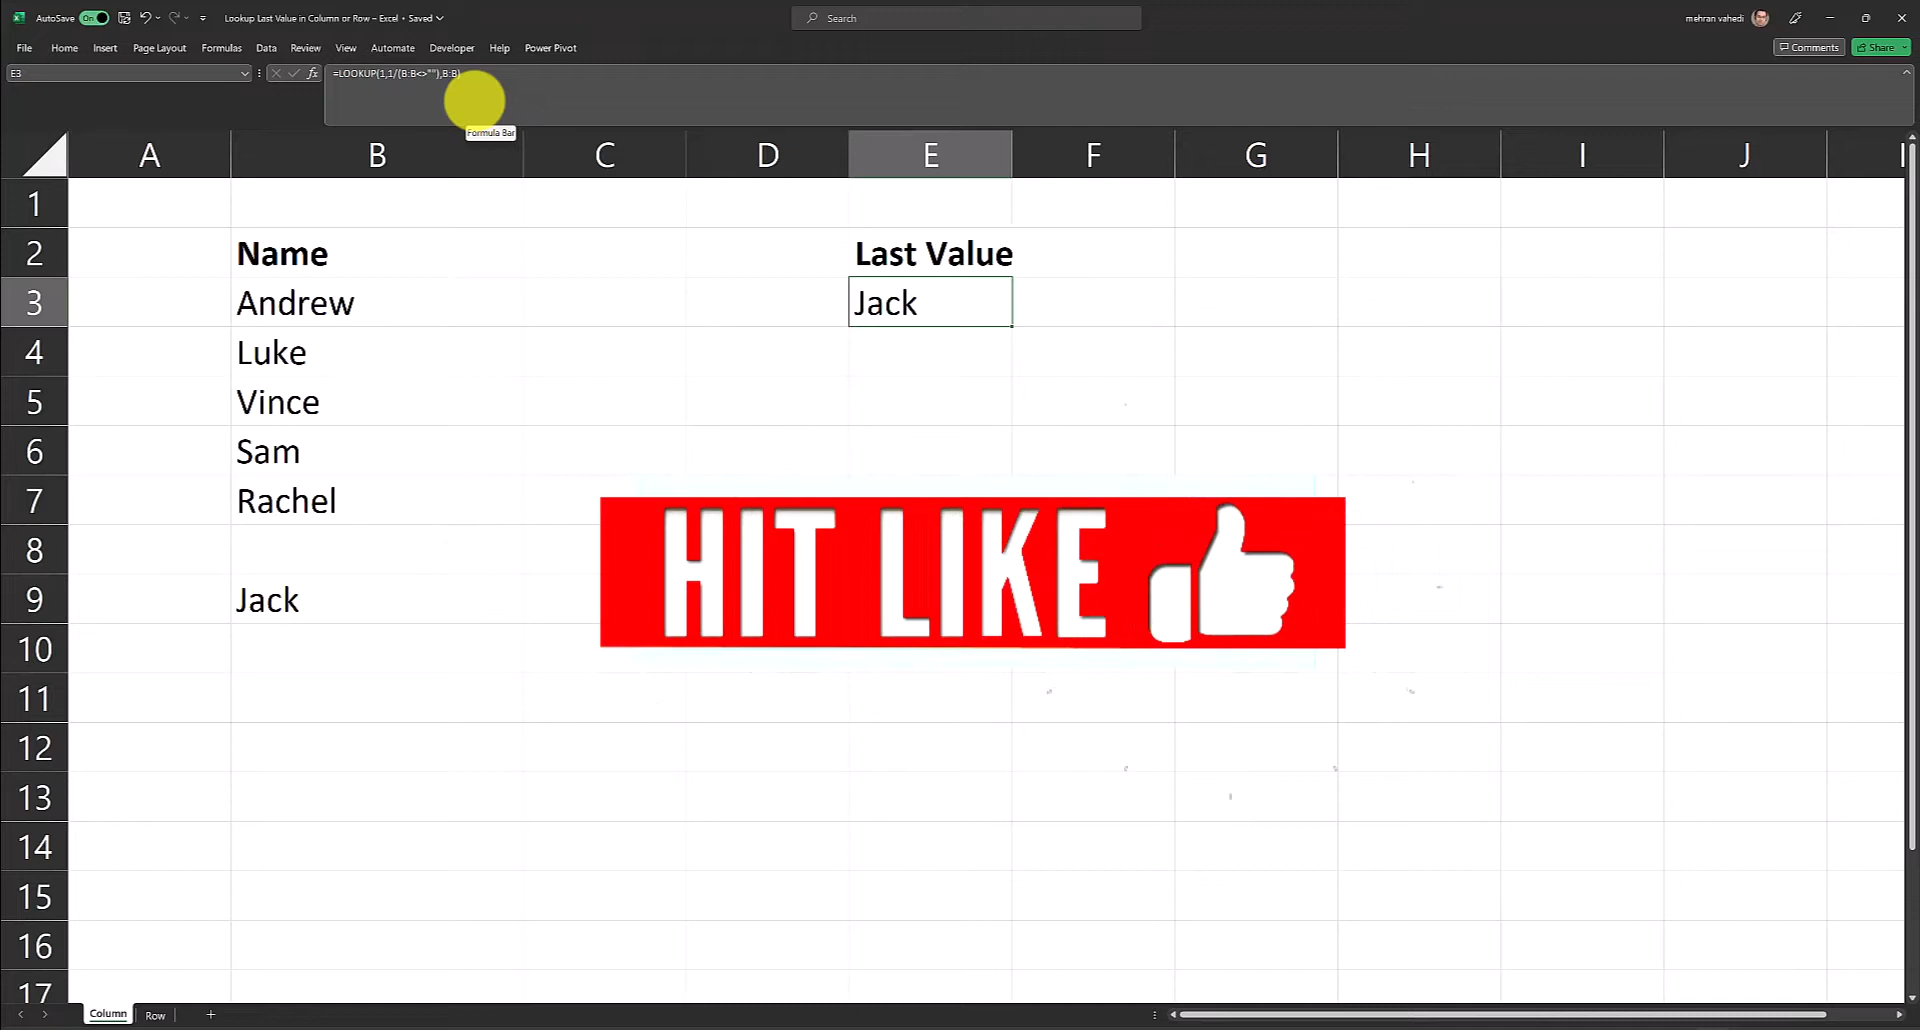 AutoSave On Lookup Last Value in Column or Row – Excel • Saved Search mehran vahedi
File Home Insert Page Layout Formulas Data Review View Automate Developer Help Power Pivot Comments Share
E3 fx =LOOKUP(1,1/(B:B<>""),B:B)
Formula Bar
A B C D E F G H I J
1
2 Name Last Value
3 Andrew Jack
4 Luke
5 Vince
6 Sam
7 Rachel
HIT LIKE
8
9 Jack
10
11
12
13
14
15
16
17
Column Row